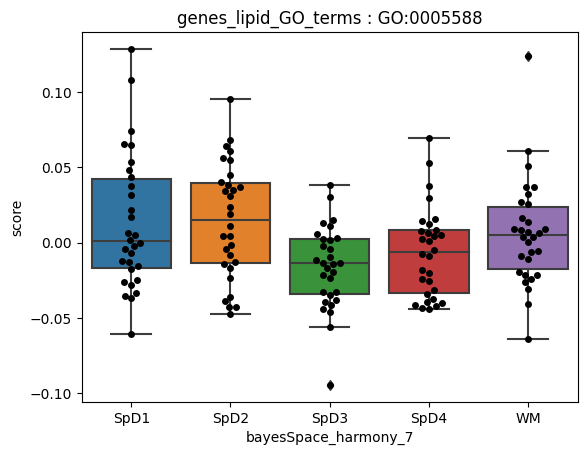 genes_lipid_GO_terms : GO:0005588
0.10
0.05
0.00
−0.05
−0.10
score
SpD1 SpD2 SpD3 SpD4 WM
bayesSpace_harmony_7